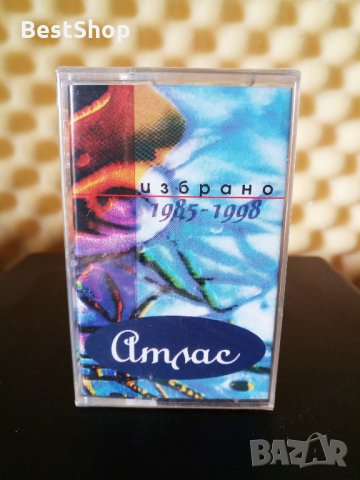 BestShop
избрано
1985-1998
Атлас
BAZAR